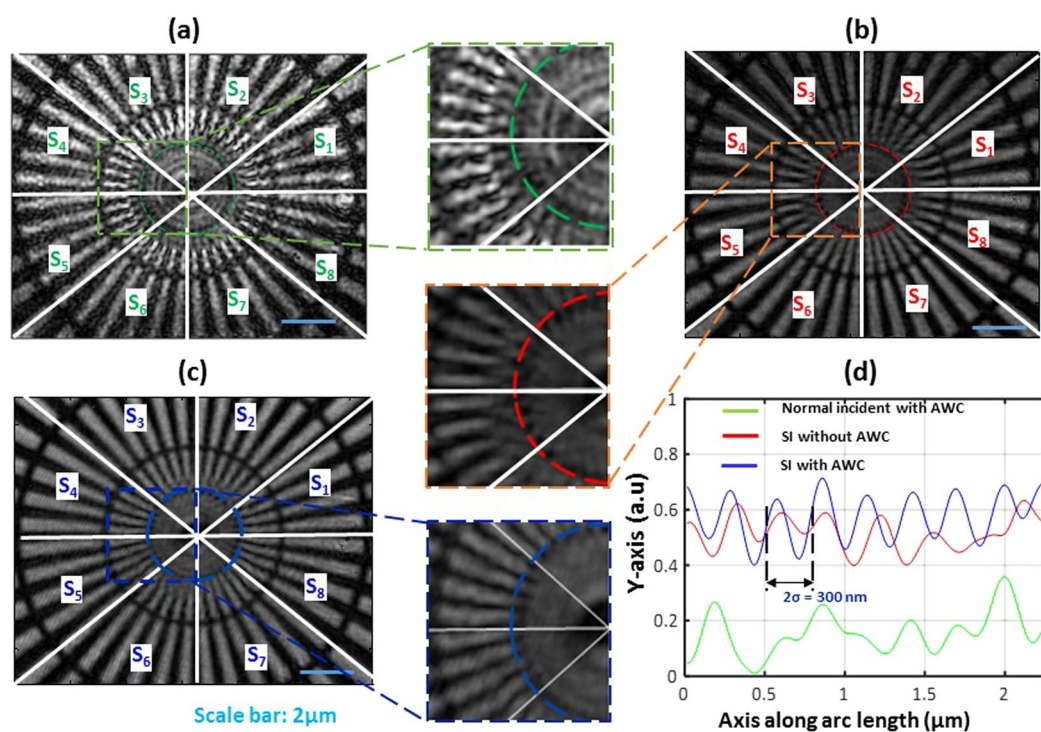 (a)
S3
S2
S4
S1
S5
S8
S6
S7
(b)
S3
S2
S4
S1
S5
S8
S6
S7
(c)
S3
S2
S4
S1
S5
S8
S6
S7
Scale bar: 2μm
(d)
1
0.8
0.6
0.4
0.2
0
Y-axis (a.u)
Normal incident with AWC
SI without AWC
SI with AWC
2σ = 300 nm
0 0.5 1 1.5 2
Axis along arc length (μm)